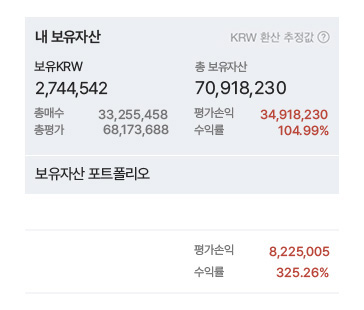 내 보유자산 KRW 환산 추정값 ?
보유KRW 총 보유자산
2,744,542 70,918,230
총매수 33,255,458 평가손익 34,918,230
총평가 68,173,688 수익률 104.99%
보유자산 포트폴리오
평가손익 8,225,005
수익률 325.26%